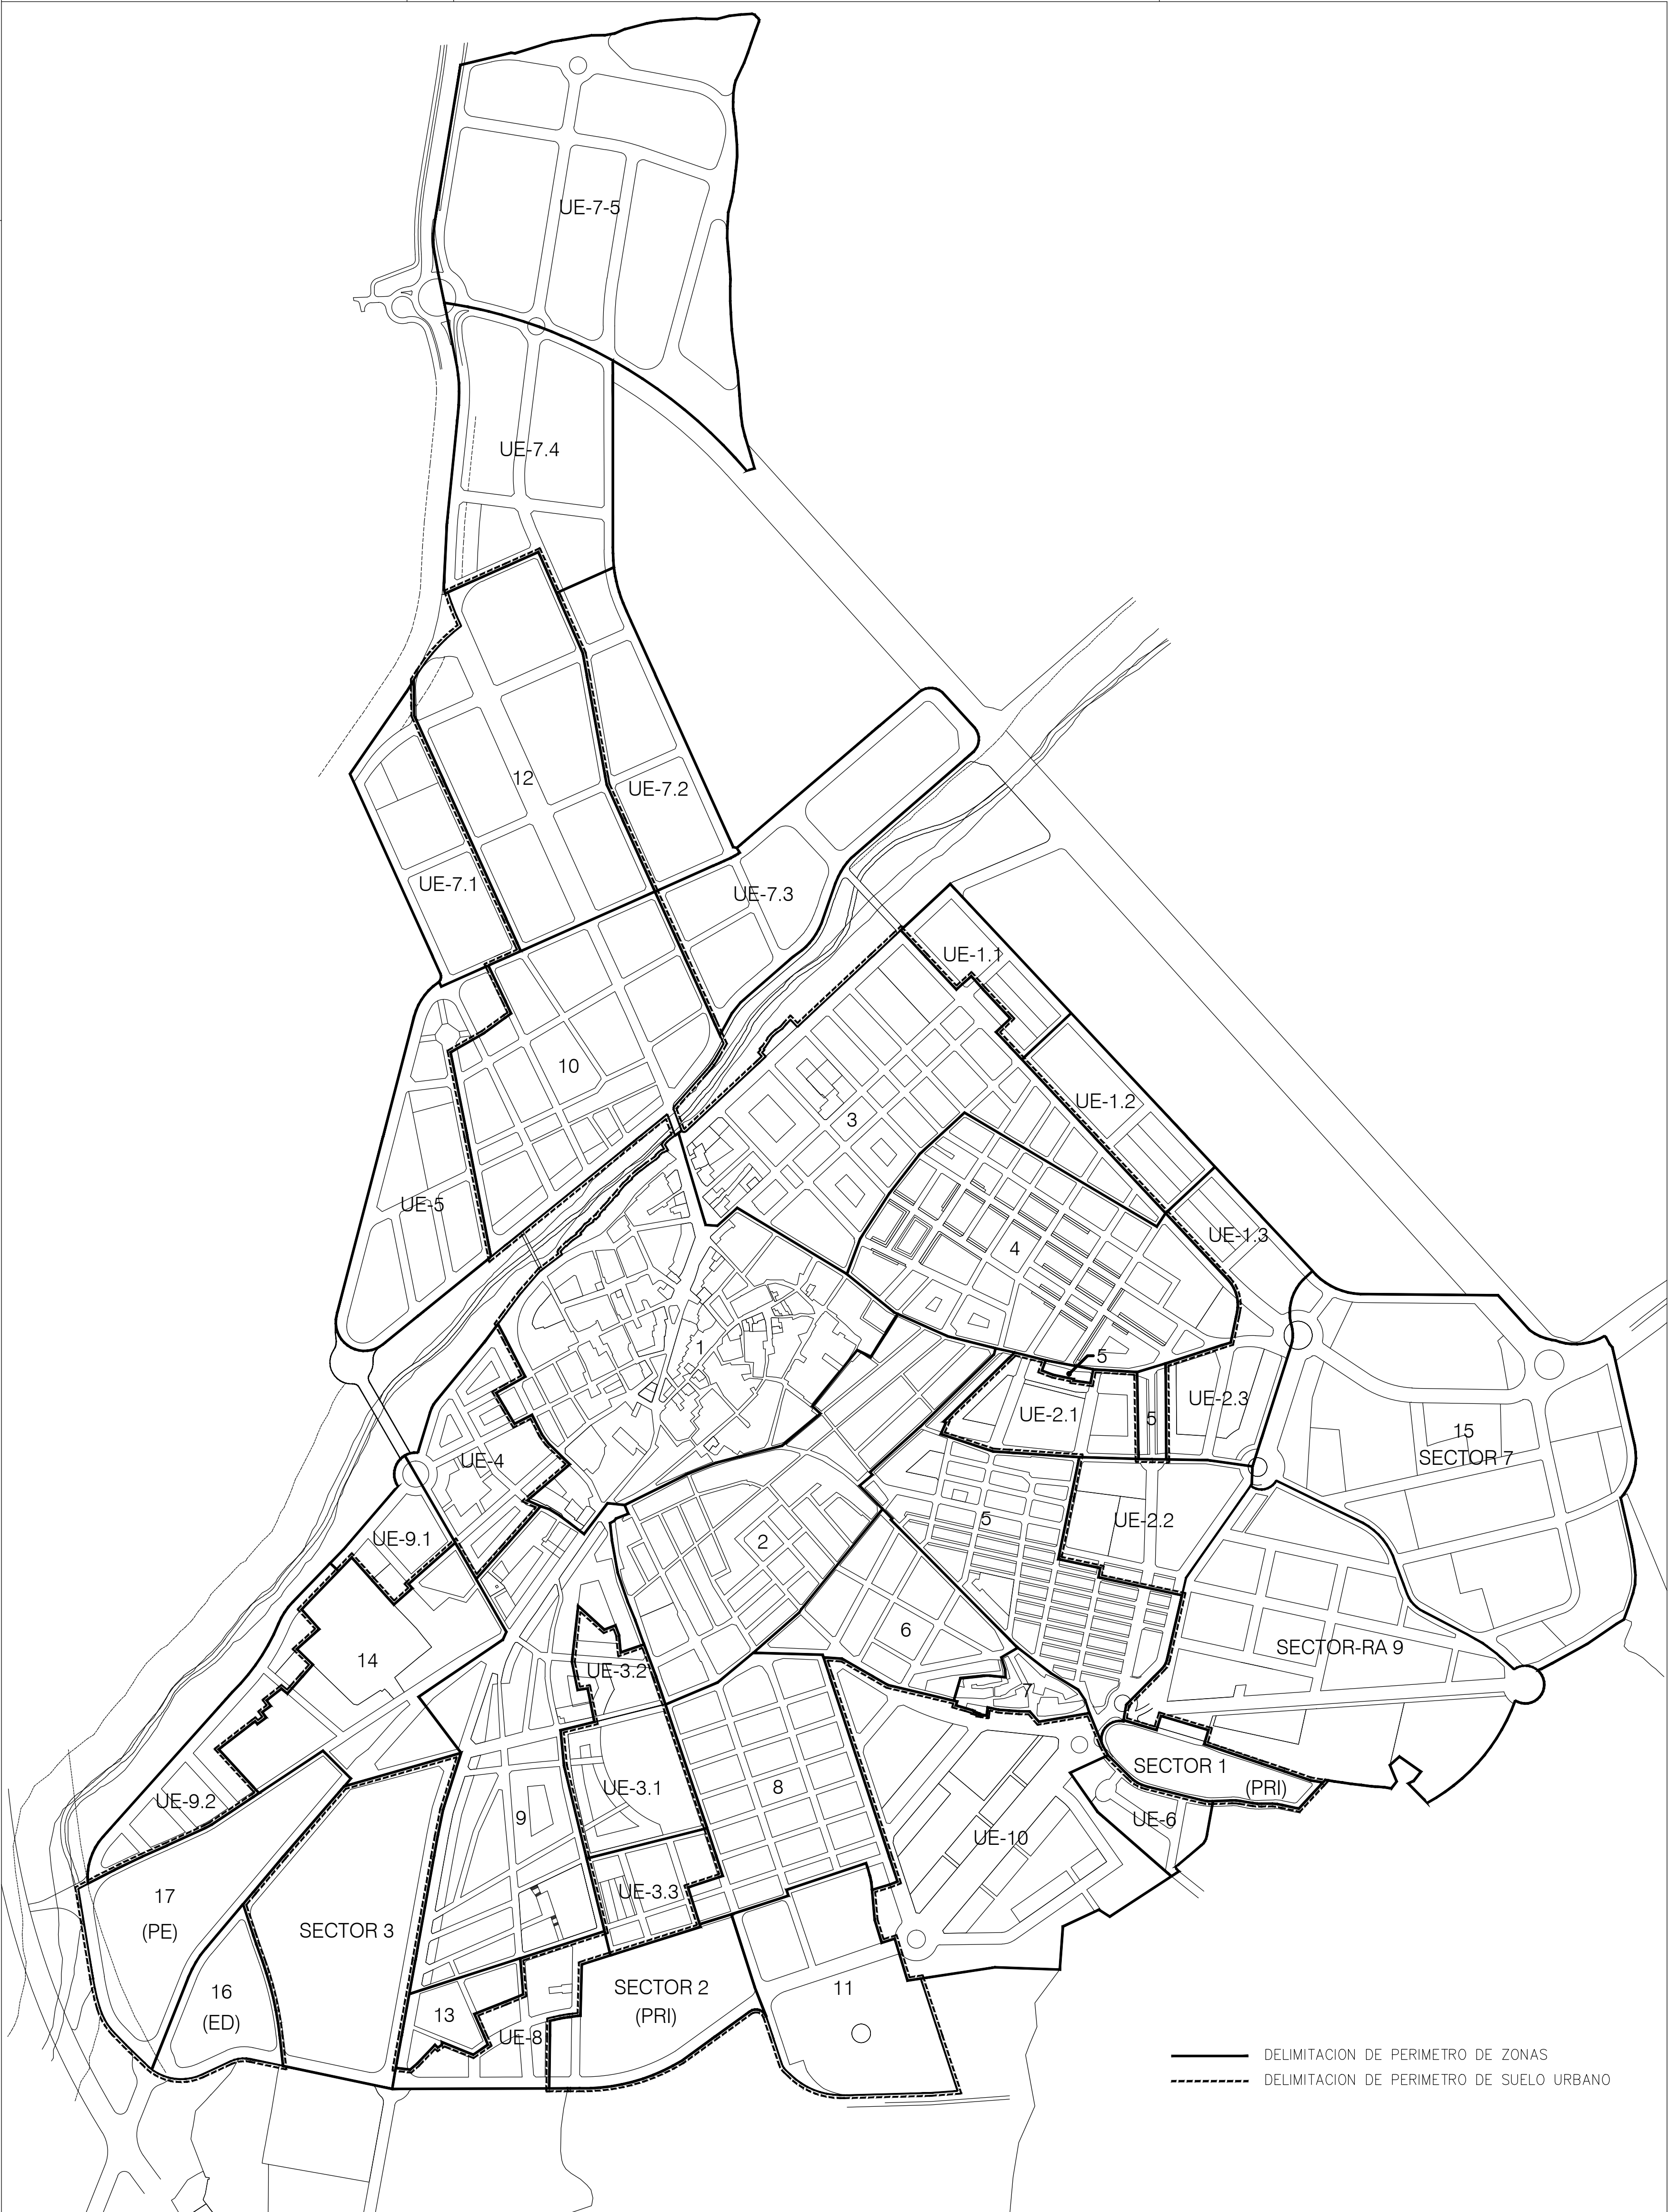 UE-7-5
UE-7.4
12
UE-7.2
UE-7.1
UE-7.3
UE-1.1
10
UE-1.2
3
UE-5
UE-1.3
4
1
5
UE-2.3
UE-2.1
5
15
SECTOR 7
UE-4
UE-2.2
5
UE-9.1
2
6
SECTOR-RA 9
14
UE-3.2
7
SECTOR 1
(PRI)
UE-3.1
8
UE-9.2
9
UE-6
UE-10
UE-3.3
17
(PE)
SECTOR 3
16
(ED)
SECTOR 2
(PRI)
11
13
UE-8
DELIMITACION DE PERIMETRO DE ZONAS
DELIMITACION DE PERIMETRO DE SUELO URBANO